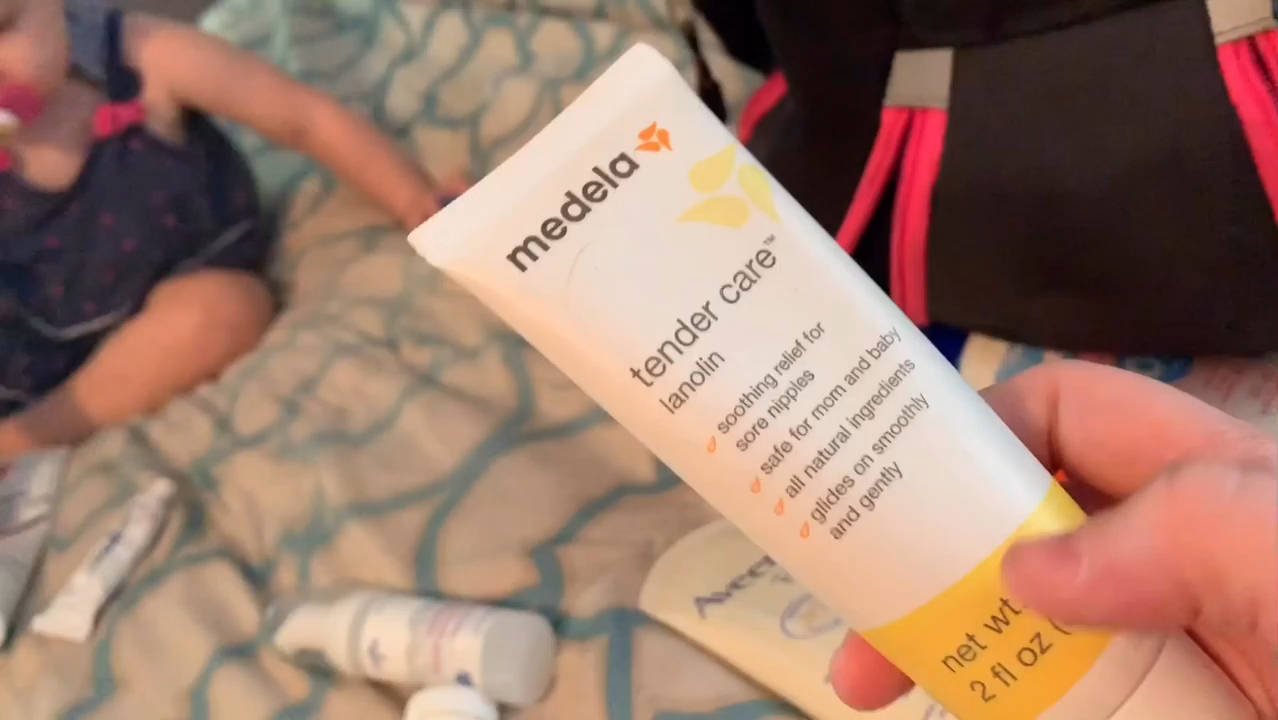 medela
tender care™
lanolin
soothing relief for
sore nipples
safe for mom and baby
all natural ingredients
glides on smoothly
and gently
net wt.
2 fl oz (
Aveeno